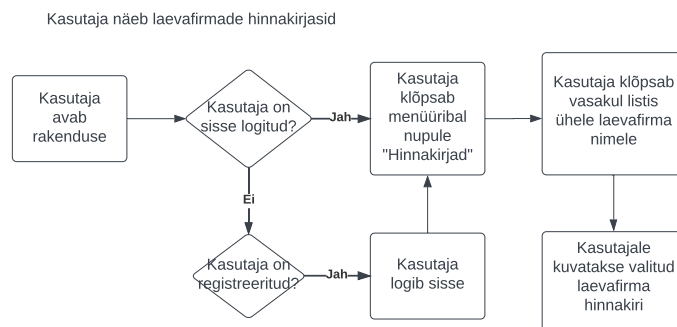 Kasutaja näeb laevafirmade hinnakirjasid
Kasutaja
avab
rakenduse
Kasutaja on
sisse logitud?
Jah
Kasutaja
klõpsab
menüüribal
nupule
"Hinnakirjad"
Kasutaja klõpsab
vasakul listis
ühele laevafirma
nimele
Ei
Kasutaja on
registreeritud?
Jah
Kasutaja
logib sisse
Kasutajale
kuvatakse valitud
laevafirma
hinnakiri